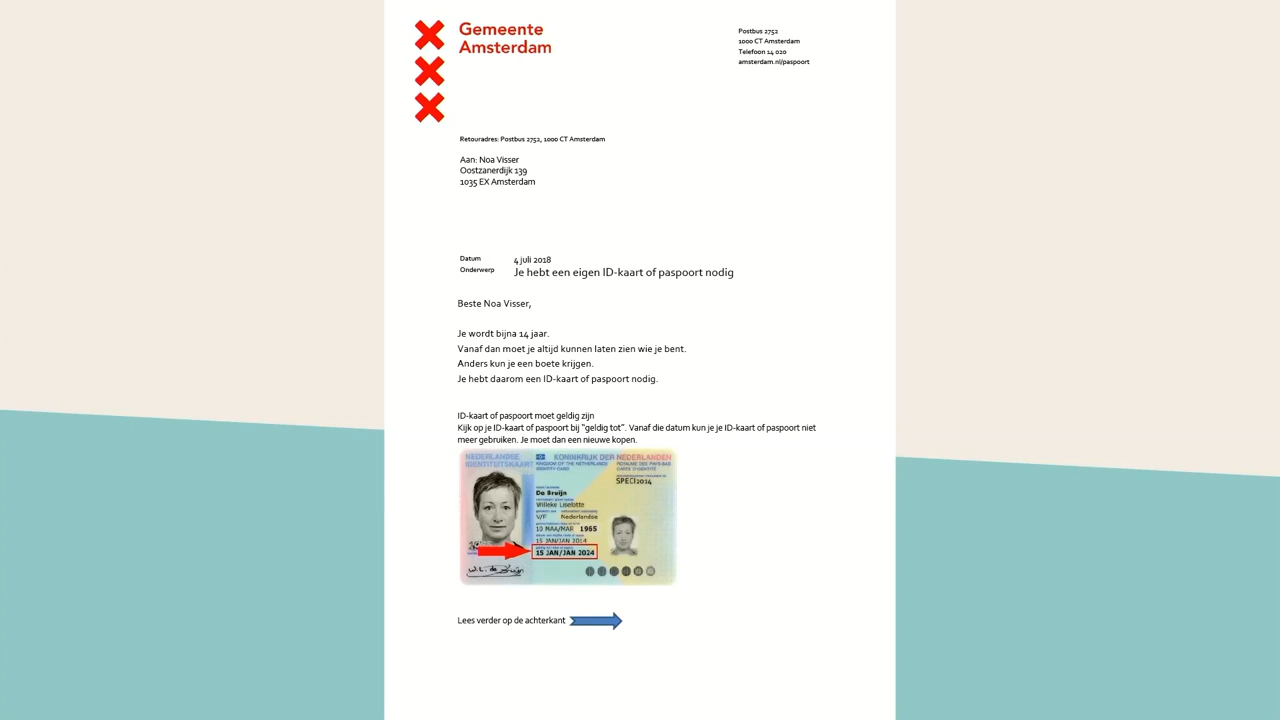 Gemeente
Amsterdam
Postbus 2752
1000 CT Amsterdam
Telefoon 14 020
amsterdam.nl/paspoort
Retouradres: Postbus 2752, 1000 CT Amsterdam
Aan: Noa Visser
Oostzanerdijk 139
1035 EX Amsterdam
Datum 4 juli 2018
Onderwerp Je hebt een eigen ID-kaart of paspoort nodig
Beste Noa Visser,
Je wordt bijna 14 jaar.
Vanaf dan moet je altijd kunnen laten zien wie je bent.
Anders kun je een boete krijgen.
Je hebt daarom een ID-kaart of paspoort nodig.
ID-kaart of paspoort moet geldig zijn
Kijk op je ID-kaart of paspoort bij "geldig tot". Vanaf die datum kun je je ID-kaart of paspoort niet
meer gebruiken. Je moet dan een nieuwe kopen.
NEDERLANDSE
IDENTITEITSKAART
KONINKRIJK DER NEDERLANDEN
KINGDOM OF THE NETHERLANDS
IDENTITY CARD
ROYAUME DES PAYS-BAS
CARTE D'IDENTITÉ
SPECI2014
De Bruijn
Willeke Liselotte
V/F Nederlandse
10 MAA/MAR 1965
15 JAN/JAN 2014
15 JAN/JAN 2024
W.L. de Bruijn
Lees verder op de achterkant